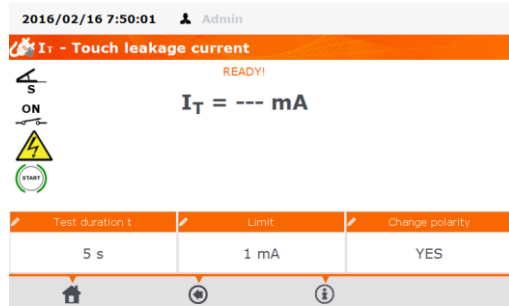 2016/02/16 7:50:01 Admin
IT - Touch leakage current
READY!
S
IT = --- mA
ON
START
Test duration t Limit Change polarity
5 s 1 mA YES